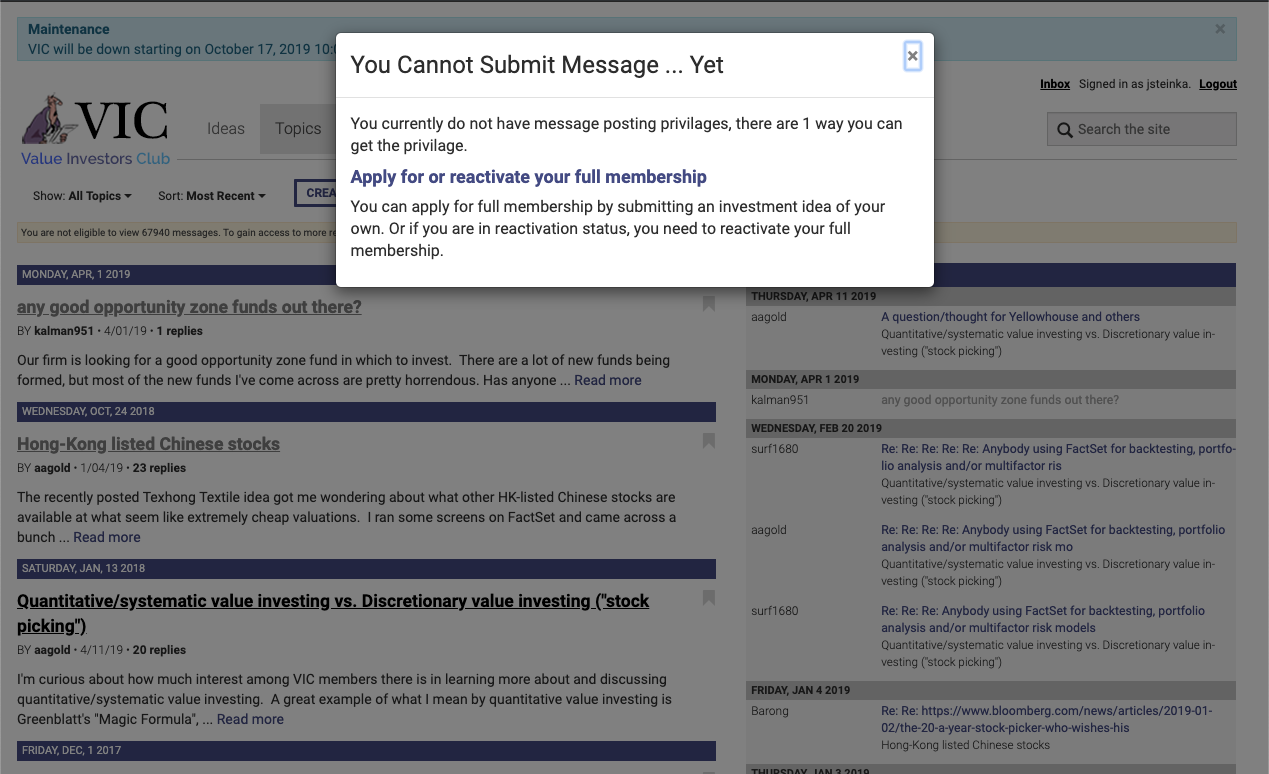 Maintenance
VIC will be down starting on October 17, 2019 10:
You Cannot Submit Message ... Yet
×
×
You currently do not have message posting privilages, there are 1 way you can
get the privilage.
Apply for or reactivate your full membership
You can apply for full membership by submitting an investment idea of your
own. Or if you are in reactivation status, you need to reactivate your full
membership.
Inbox Signed in as jsteinka. Logout
VIC
Value Investors Club
Ideas Topics
Search the site
Show: All Topics Sort: Most Recent CREA
You are not eligible to view 67940 messages. To gain access to more re
MONDAY, APR, 1 2019
any good opportunity zone funds out there?
BY kalman951 • 4/01/19 • 1 replies
Our firm is looking for a good opportunity zone fund in which to invest. There are a lot of new funds being
formed, but most of the new funds I've come across are pretty horrendous. Has anyone ... Read more
WEDNESDAY, OCT, 24 2018
Hong-Kong listed Chinese stocks
BY aagold • 1/04/19 • 23 replies
The recently posted Texhong Textile idea got me wondering about what other HK-listed Chinese stocks are
available at what seem like extremely cheap valuations. I ran some screens on FactSet and came across a
bunch ... Read more
SATURDAY, JAN, 13 2018
Quantitative/systematic value investing vs. Discretionary value investing ("stock
picking")
BY aagold • 4/11/19 • 20 replies
I'm curious about how much interest among VIC members there is in learning more about and discussing
quantitative/systematic value investing. A great example of what I mean by quantitative value investing is
Greenblatt's "Magic Formula", ... Read more
FRIDAY, DEC, 1 2017
THURSDAY, APR 11 2019
aagold A question/thought for Yellowhouse and others
Quantitative/systematic value investing vs. Discretionary value in-
vesting ("stock picking")
MONDAY, APR 1 2019
kalman951 any good opportunity zone funds out there?
WEDNESDAY, FEB 20 2019
surf1680 Re: Re: Re: Re: Re: Anybody using FactSet for backtesting, portfo-
lio analysis and/or multifactor ris
Quantitative/systematic value investing vs. Discretionary value in-
vesting ("stock picking")
aagold Re: Re: Re: Re: Anybody using FactSet for backtesting, portfolio
analysis and/or multifactor risk mo
Quantitative/systematic value investing vs. Discretionary value in-
vesting ("stock picking")
surf1680 Re: Re: Re: Anybody using FactSet for backtesting, portfolio
analysis and/or multifactor risk models
Quantitative/systematic value investing vs. Discretionary value in-
vesting ("stock picking")
FRIDAY, JAN 4 2019
Barong Re: Re: https://www.bloomberg.com/news/articles/2019-01-
02/the-20-a-year-stock-picker-who-wishes-his
Hong-Kong listed Chinese stocks
THURSDAY, JAN 3 2019